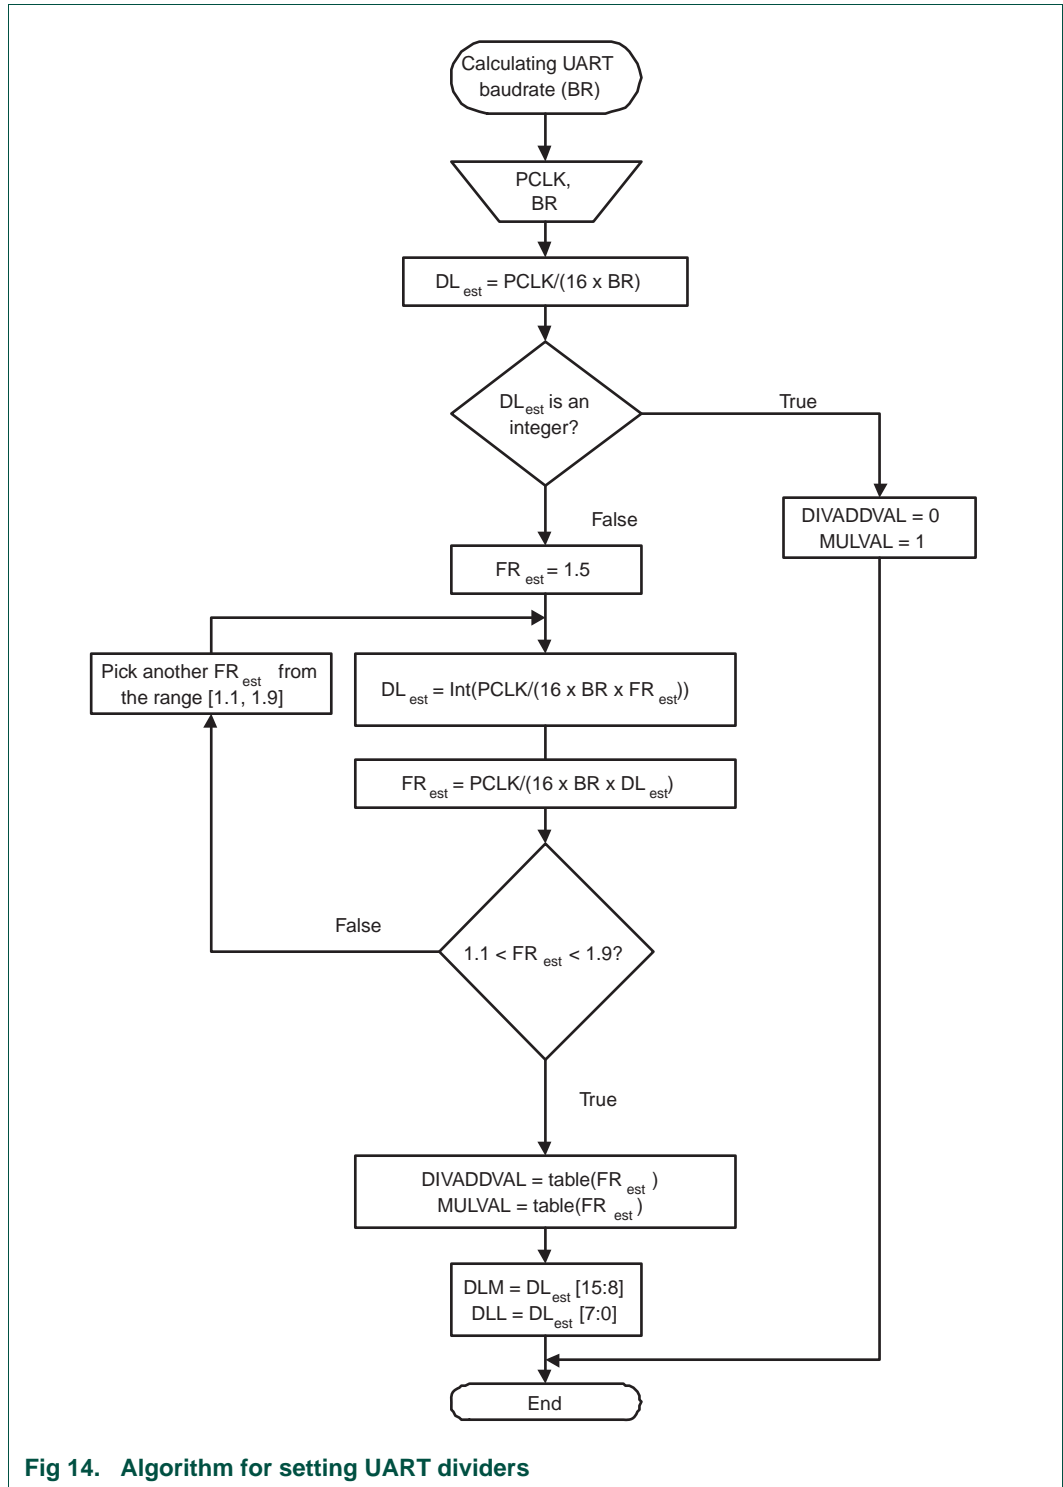 Calculating UART
baudrate (BR)
PCLK,
BR
DL est = PCLK/(16 x BR)
DL est is an
integer?
True
False
DIVADDVAL = 0
MULVAL = 1
FR est = 1.5
Pick another FR est from
the range [1.1, 1.9]
DL est = Int(PCLK/(16 x BR x FR est))
FR est = PCLK/(16 x BR x DL est)
False
1.1 < FR est < 1.9?
True
DIVADDVAL = table(FR est )
MULVAL = table(FR est )
DLM = DL est [15:8]
DLL = DL est [7:0]
End
Fig 14. Algorithm for setting UART dividers